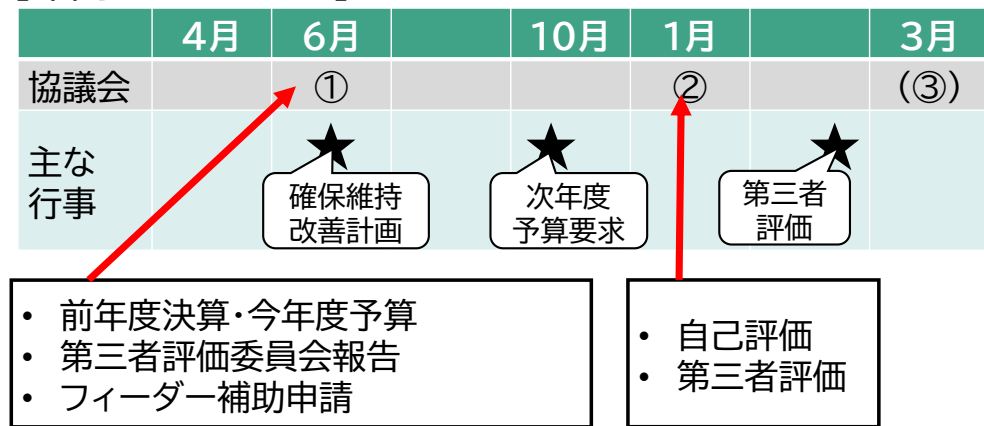 4月 6月 10月 1月 3月
協議会 ① ② (③)
主な
行事
確保維持
改善計画
次年度
予算要求
第三者
評価
• 前年度決算・今年度予算
• 第三者評価委員会報告
• フィーダー補助申請
• 自己評価
• 第三者評価